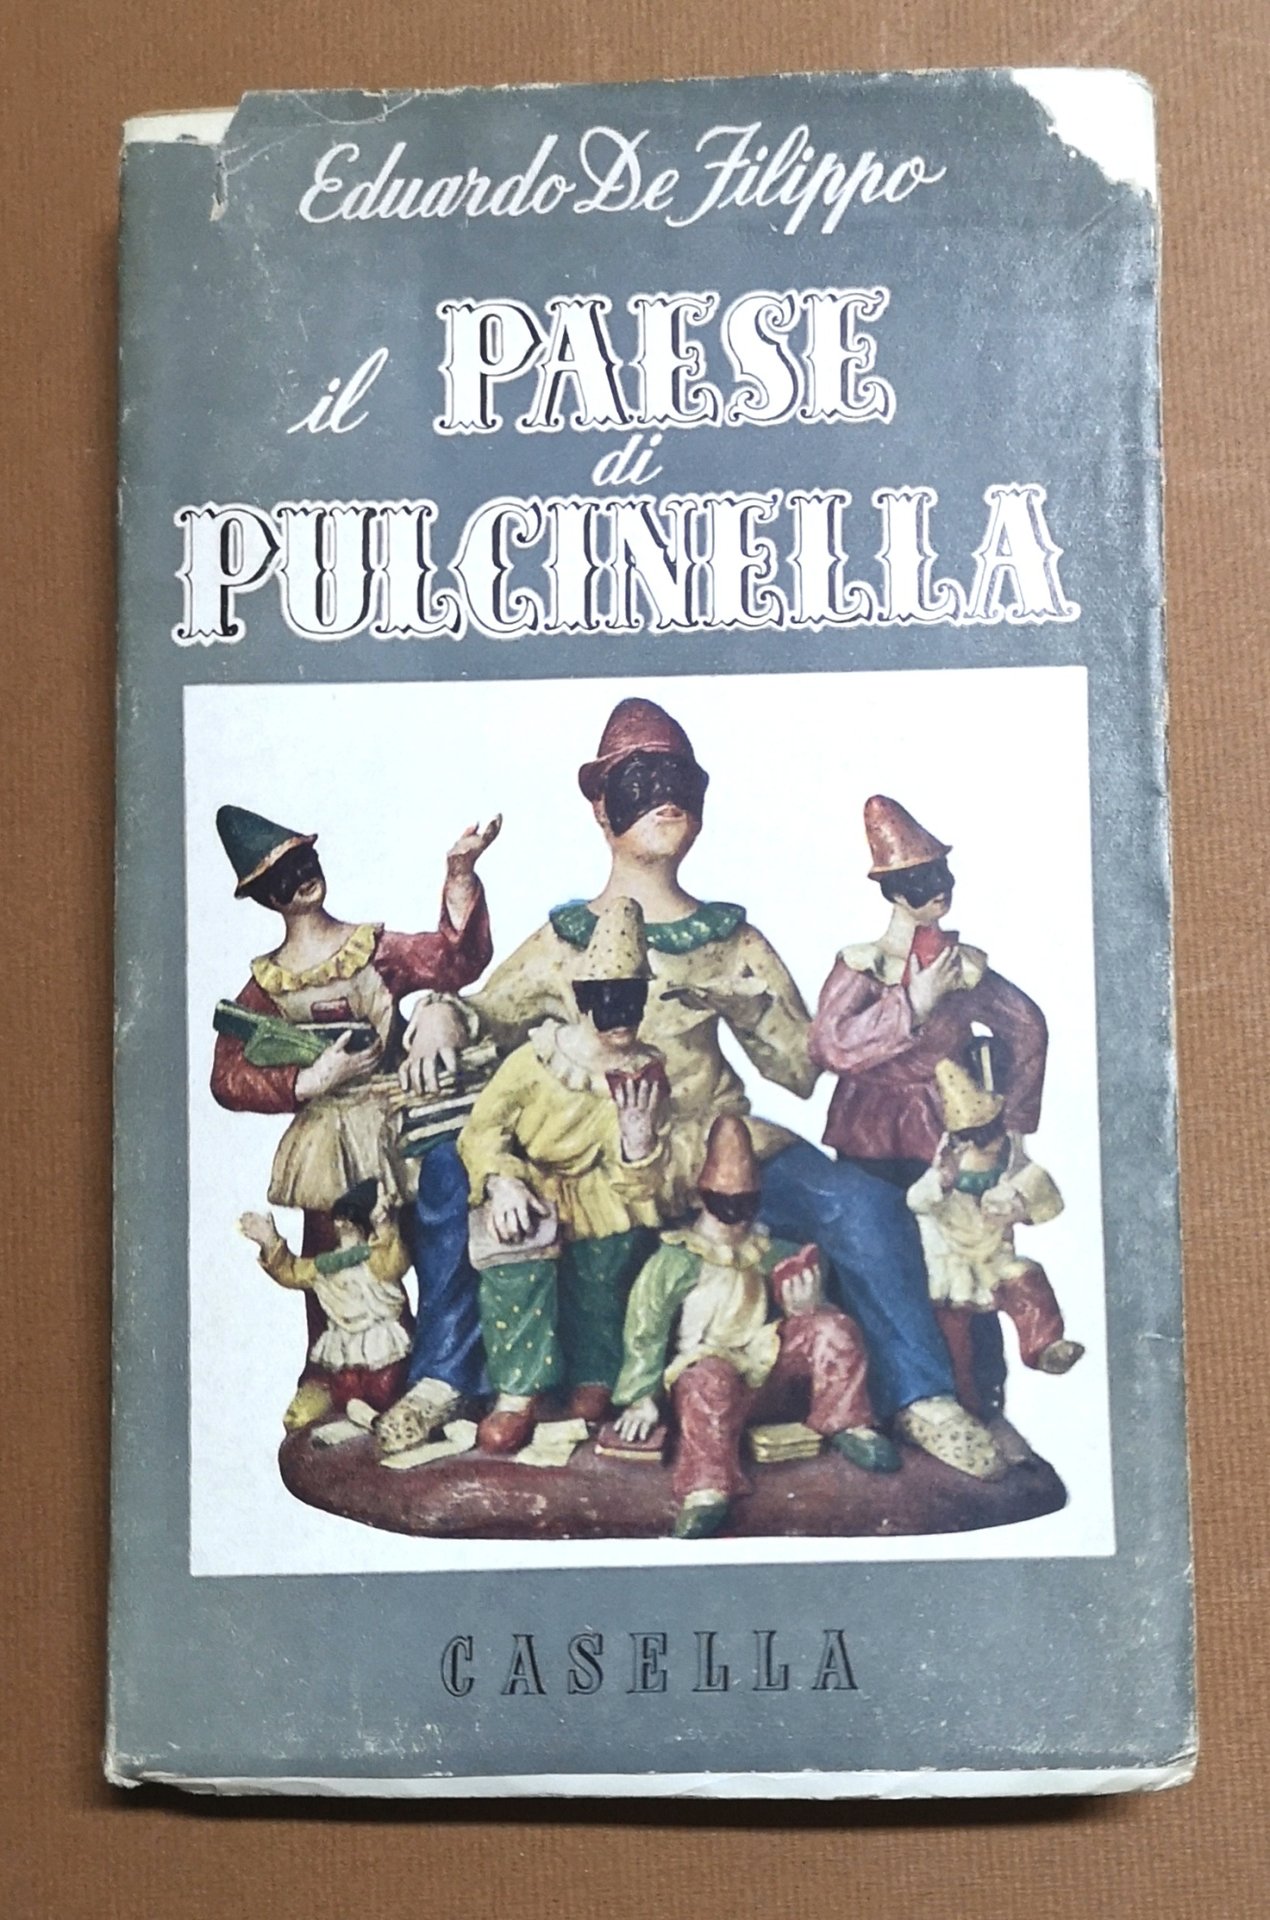 Eduardo De Filippo
il PAESE
di
PULCINELLA
CASELLA